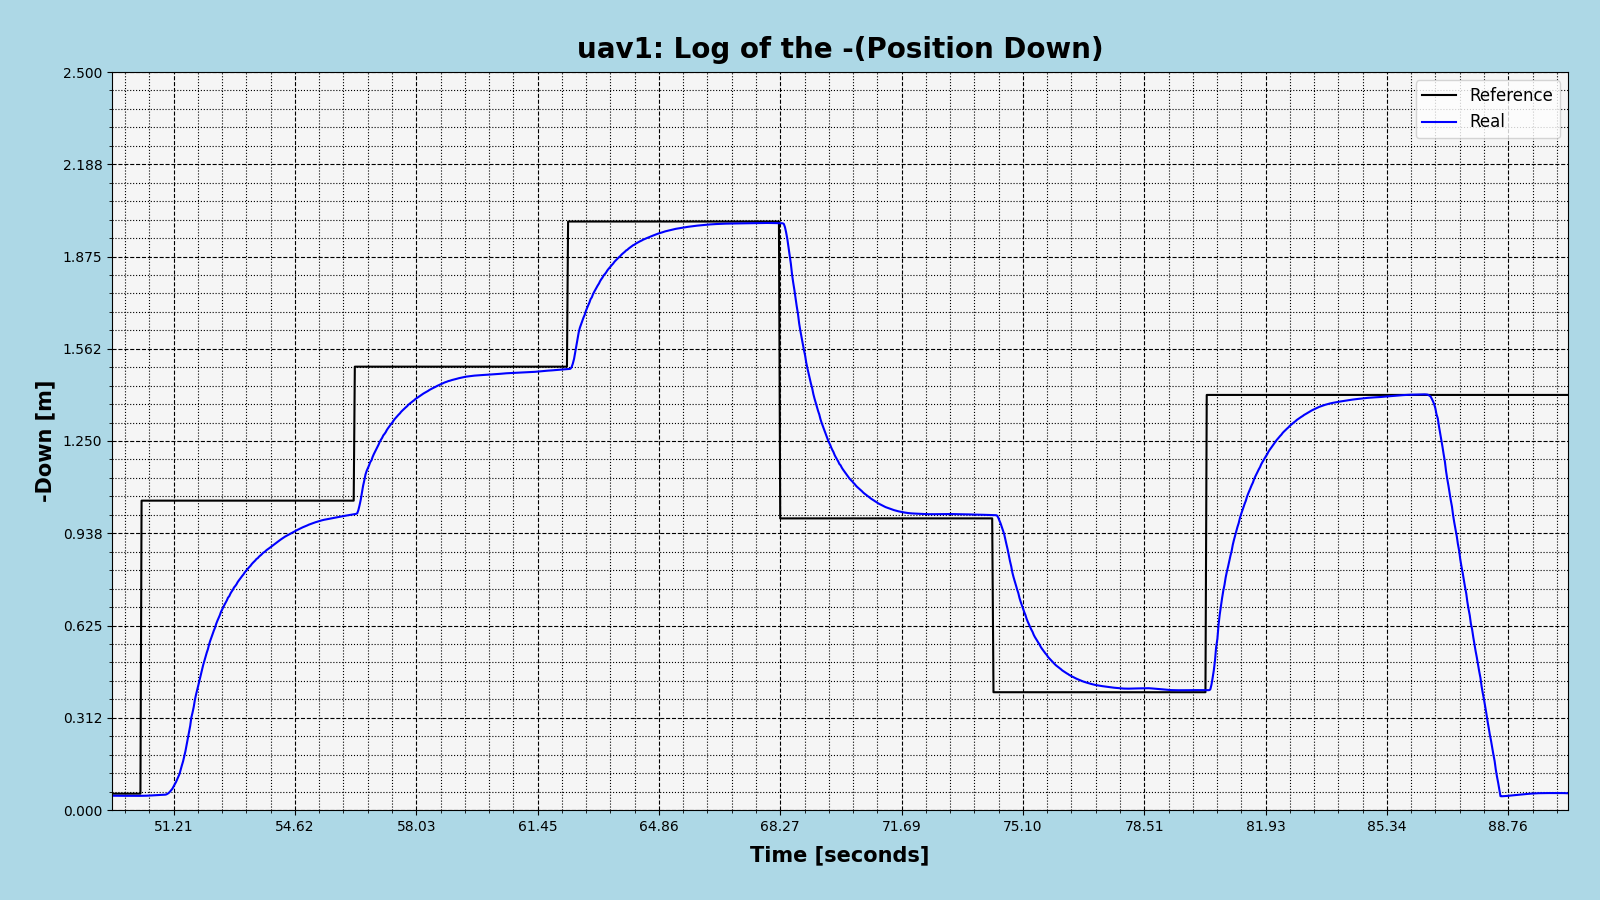 uav1: Log of the -(Position Down)
2.500
2.188
1.875
1.562
1.250
0.938
0.625
0.312
0.000
-Down [m]
Reference
Real
51.21 54.62 58.03 61.45 64.86 68.27 71.69 75.10 78.51 81.93 85.34 88.76
Time [seconds]